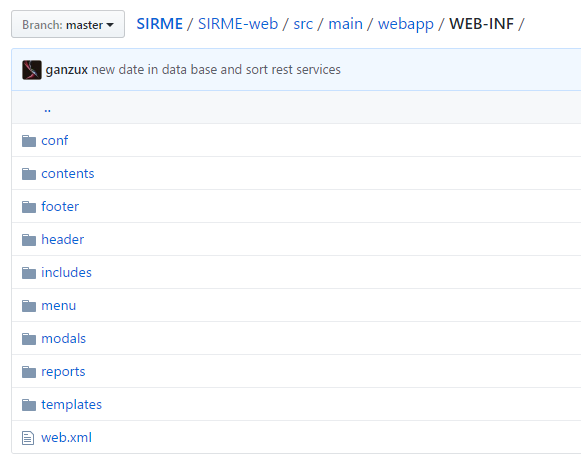 Branch: master SIRME / SIRME-web / src / main / webapp / WEB-INF /
ganzux new date in data base and sort rest services
..
conf
contents
footer
header
includes
menu
modals
reports
templates
web.xml